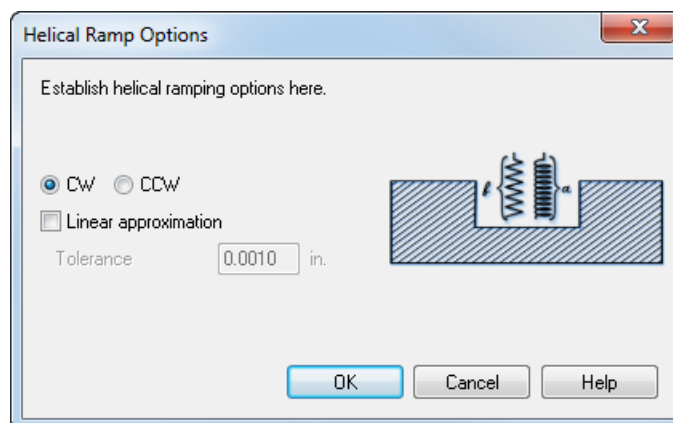 Helical Ramp Options
Establish helical ramping options here.
CW CCW
l a
Linear approximation
Tolerance 0.0010 in.
OK Cancel Help